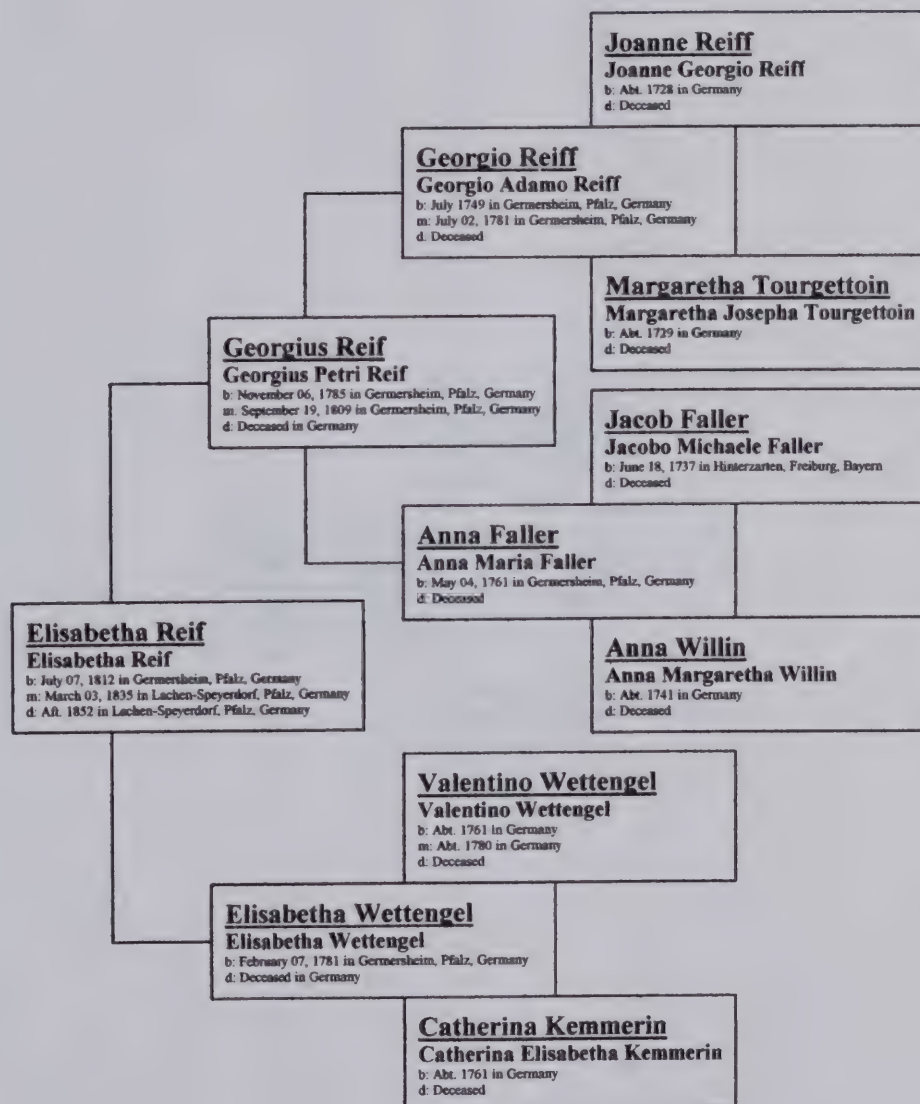 Joanne Reiff
Joanne Georgio Reiff
b: Abt. 1728 in Germany
d: Deceased
Georgio Reiff
Georgio Adamo Reiff
b: July 1749 in Germersheim, Pfalz, Germany
m: July 02, 1781 in Germersheim, Pfalz, Germany
d: Deceased
Margaretha Tourgettoin
Margaretha Josepha Tourgettoin
b: Abt. 1729 in Germany
d: Deceased
Georgius Reif
Georgius Petri Reif
b: November 06, 1785 in Germersheim, Pfalz, Germany
m: September 19, 1809 in Germersheim, Pfalz, Germany
d: Deceased in Germany
Jacob Faller
Jacobo Michaele Faller
b: June 18, 1737 in Hinterzarten, Freiburg, Bayern
d: Deceased
Anna Faller
Anna Maria Faller
b: May 04, 1761 in Germersheim, Pfalz, Germany
d: Deceased
Anna Willin
Anna Margaretha Willin
b: Abt. 1741 in Germany
d: Deceased
Elisabetha Reif
Elisabetha Reif
b: July 07, 1812 in Germersheim, Pfalz, Germany
m: March 03, 1835 in Lachen-Speyerdorf, Pfalz, Germany
d: Aft. 1852 in Lachen-Speyerdorf, Pfalz, Germany
Valentino Wettengel
Valentino Wettengel
b: Abt. 1761 in Germany
m: Abt. 1780 in Germany
d: Deceased
Elisabetha Wettengel
Elisabetha Wettengel
b: February 07, 1781 in Germersheim, Pfalz, Germany
d: Deceased in Germany
Catherina Kemmerin
Catherina Elisabetha Kemmerin
b: Abt. 1761 in Germany
d: Deceased